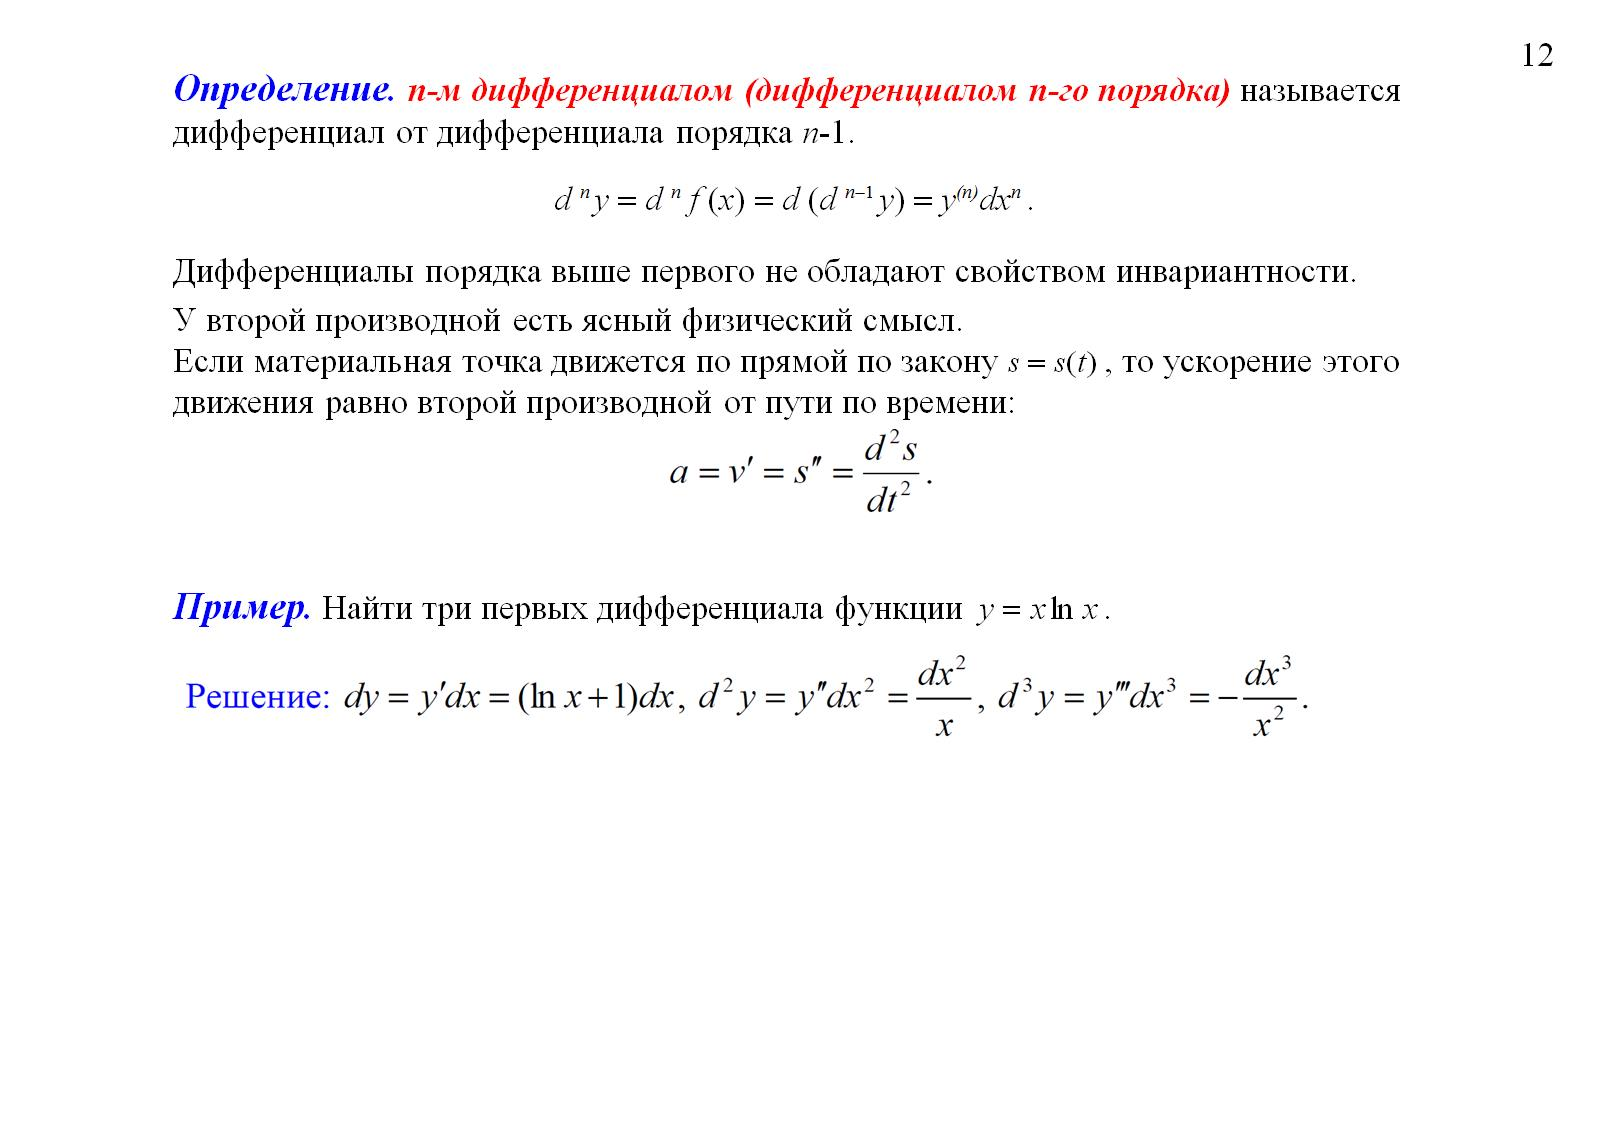 12
Определение. n-м дифференциалом (дифференциалом n-го порядка) называется
дифференциал от дифференциала порядка n-1.
d ⁿy = d ⁿ f (x) = d (d ⁿ⁻¹ y) = y⁽ⁿ⁾dxⁿ .
Дифференциалы порядка выше первого не обладают свойством инвариантности.
У второй производной есть ясный физический смысл.
Если материальная точка движется по прямой по закону s = s(t) , то ускорение этого
движения равно второй производной от пути по времени:
a = v′ = s″ = d²s/dt² .
Пример. Найти три первых дифференциала функции y = x ln x .
Решение: dy = y′dx = (ln x + 1)dx, d²y = y″dx² = dx²/x , d³y = y‴dx³ = −dx³/x² .